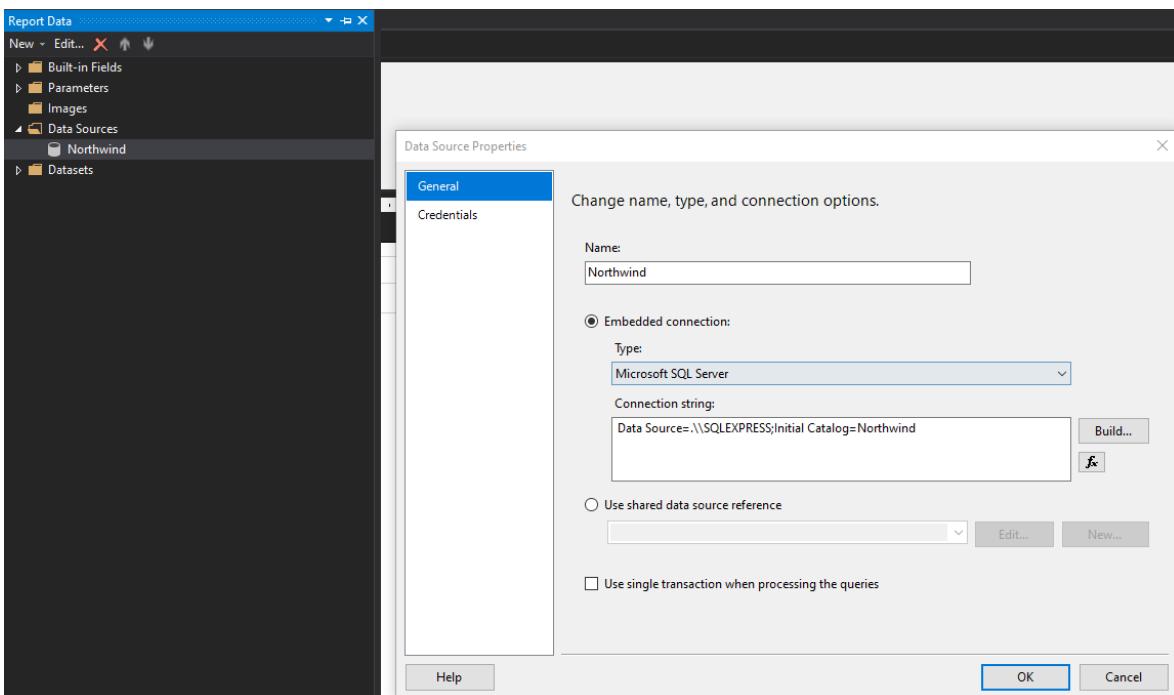 Report Data
New Edit...
Built-in Fields
Parameters
Images
Data Sources
Northwind
Datasets
Data Source Properties
General
Credentials
Change name, type, and connection options.
Name:
Northwind
Embedded connection:
Type:
Microsoft SQL Server
Connection string:
Data Source=.\\SQLEXPRESS;Initial Catalog=Northwind
Build...
fx
Use shared data source reference
Edit...
New...
Use single transaction when processing the queries
Help
OK
Cancel